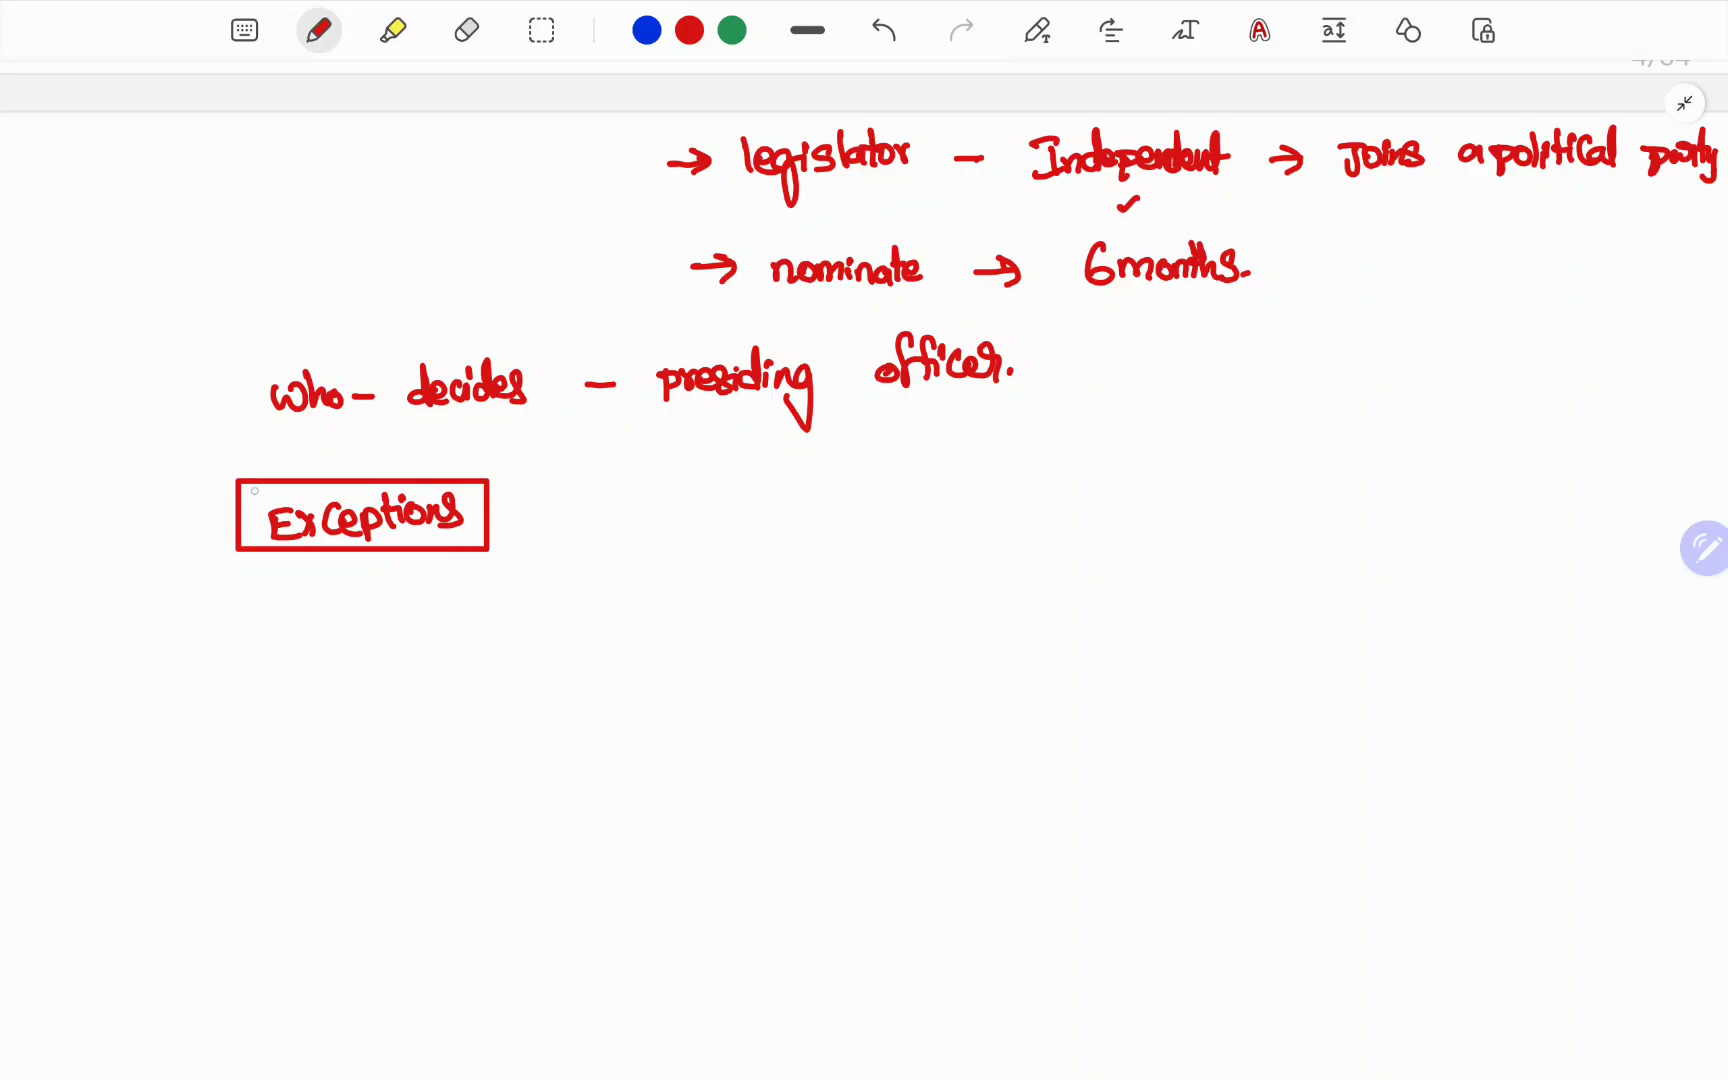 → legislator - Independent → Joins a political party
→ nominate → 6 months.
who - decides - presiding officer.
Exceptions